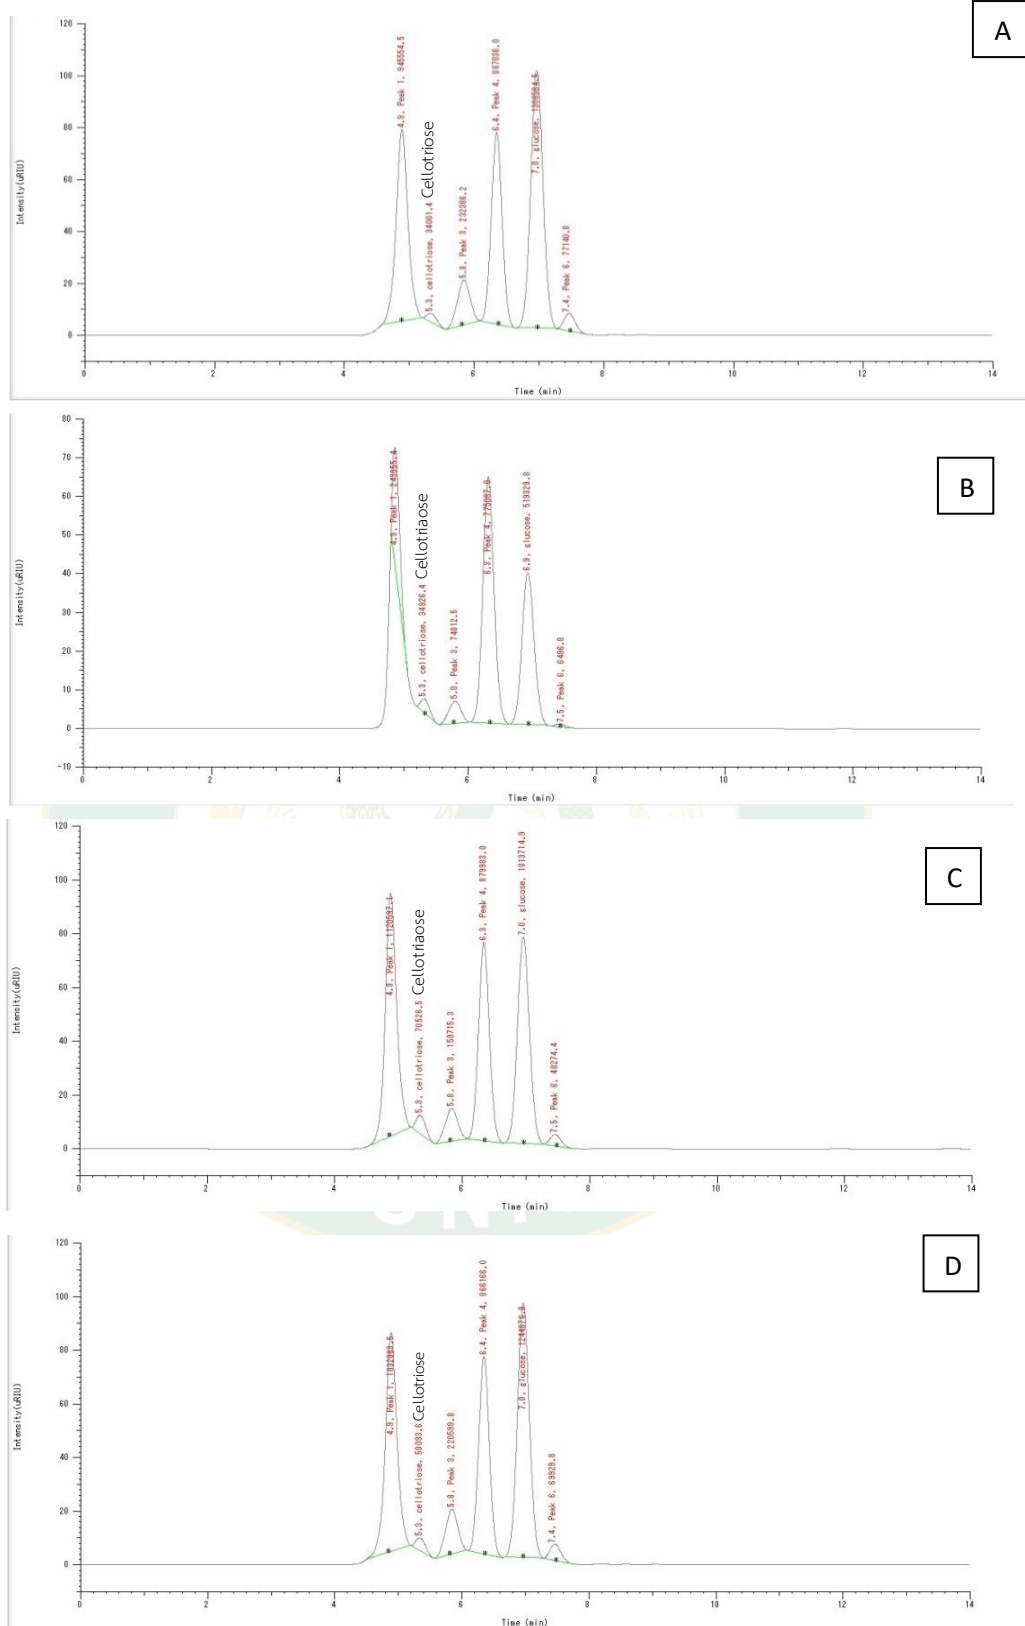 A
120
100
80
60
40
20
0
Intensity(uRIU)
4.9, Peak 1, 945554.5
5.3, cellotriose, 34001.4
Cellotriose
5.8, Peak 3, 232386.2
6.4, Peak 4, 867036.0
7.0, glucose,
7.4, Peak 6, 77140.8
0 2 4 6 8 10 12 14
Time (min)
B
80
70
60
50
40
30
20
10
0
-10
Intensity(uRIU)
4.9, Peak 1,
5.3, cellotriose, 34926.4
Cellotriaose
5.8, Peak 3, 74812.5
6.3, Peak 4,
6.9, glucose, 519329.8
7.5, Peak 6, 6496.8
0 2 4 6 8 10 12 14
Time (min)
C
120
100
80
60
40
20
0
Intensity(uRIU)
4.9, Peak 1,
5.3, cellotriose, 70526.5
Cellotriaose
5.8, Peak 3, 159715.3
6.3, Peak 4, 879983.0
7.0, glucose, 1013714.9
7.5, Peak 6, 48274.4
0 2 4 6 8 10 12 14
Time (min)
D
120
100
80
60
40
20
0
Intensity(uRIU)
4.9, Peak 1,
5.3, cellotriose, 59093.6
Cellotriose
5.8, Peak 3, 220599.8
6.4, Peak 4, 866166.0
7.0, glucose,
7.4, Peak 6, 69929.8
0 2 4 6 8 10 12 14
Time (min)